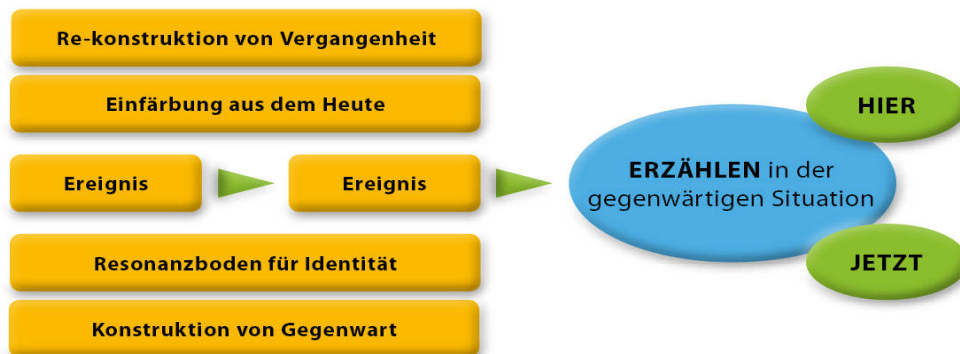 Re-konstruktion von Vergangenheit
Einfärbung aus dem Heute
Ereignis
Ereignis
Resonanzboden für Identität
Konstruktion von Gegenwart
ERZÄHLEN in der
gegenwärtigen Situation
HIER
JETZT